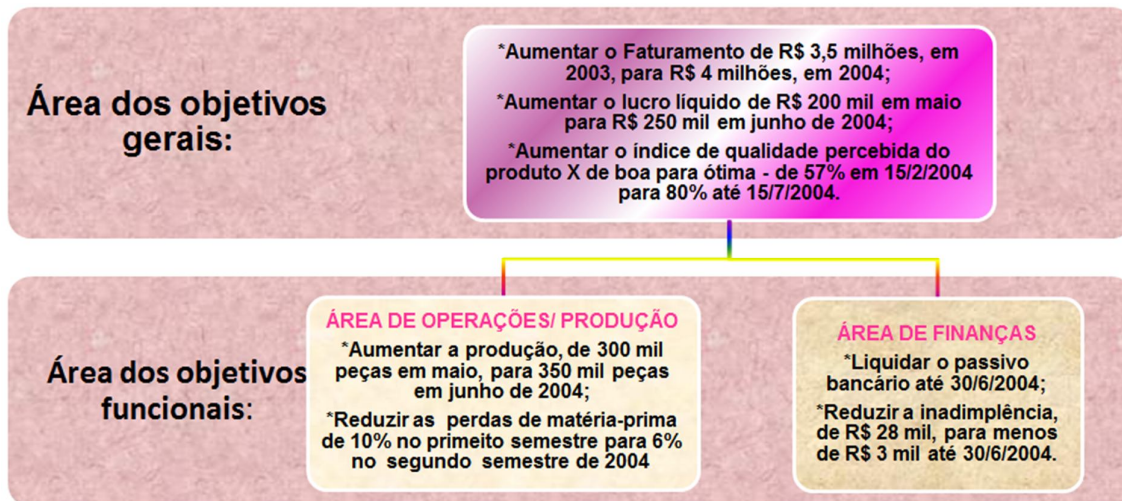 Área dos objetivos
gerais:
*Aumentar o Faturamento de R$ 3,5 milhões, em
2003, para R$ 4 milhões, em 2004;
*Aumentar o lucro líquido de R$ 200 mil em maio
para R$ 250 mil em junho de 2004;
*Aumentar o índice de qualidade percebida do
produto X de boa para ótima - de 57% em 15/2/2004
para 80% até 15/7/2004.
Área dos objetivos
funcionais:
ÁREA DE OPERAÇÕES/ PRODUÇÃO
*Aumentar a produção, de 300 mil
peças em maio, para 350 mil peças
em junho de 2004;
*Reduzir as perdas de matéria-prima
de 10% no primeito semestre para 6%
no segundo semestre de 2004
ÁREA DE FINANÇAS
*Liquidar o passivo
bancário até 30/6/2004;
*Reduzir a inadimplência,
de R$ 28 mil, para menos
de R$ 3 mil até 30/6/2004.